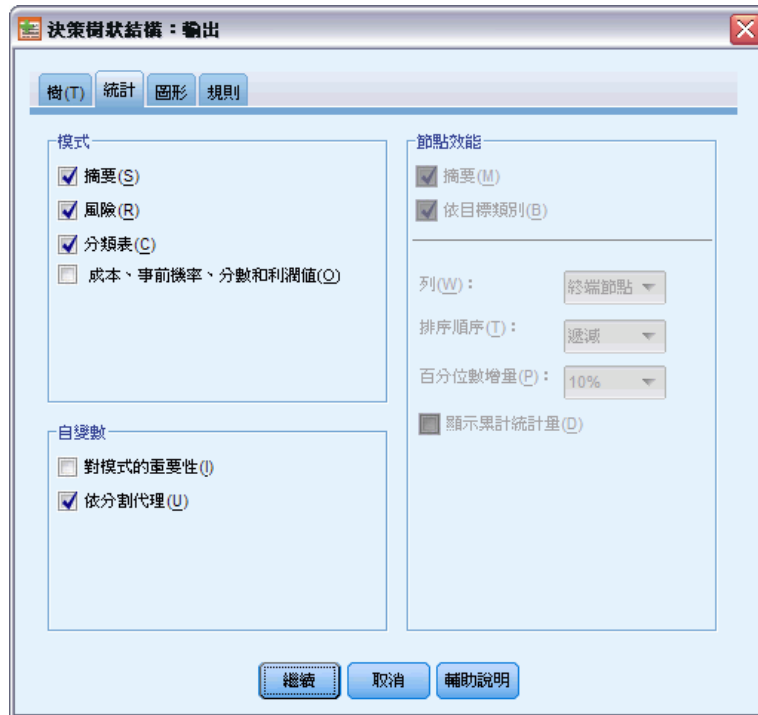 決策樹狀結構：輸出
樹(T) 統計 圖形 規則
模式
摘要(S)
風險(R)
分類表(C)
成本、事前機率、分數和利潤值(O)
自變數
對模式的重要性(I)
依分割代理(U)
節點效能
摘要(M)
依目標類別(B)
列(W)： 終端節點
排序順序(T)： 遞減
百分位數增量(P)： 10%
顯示累計統計量(D)
繼續 取消 輔助說明